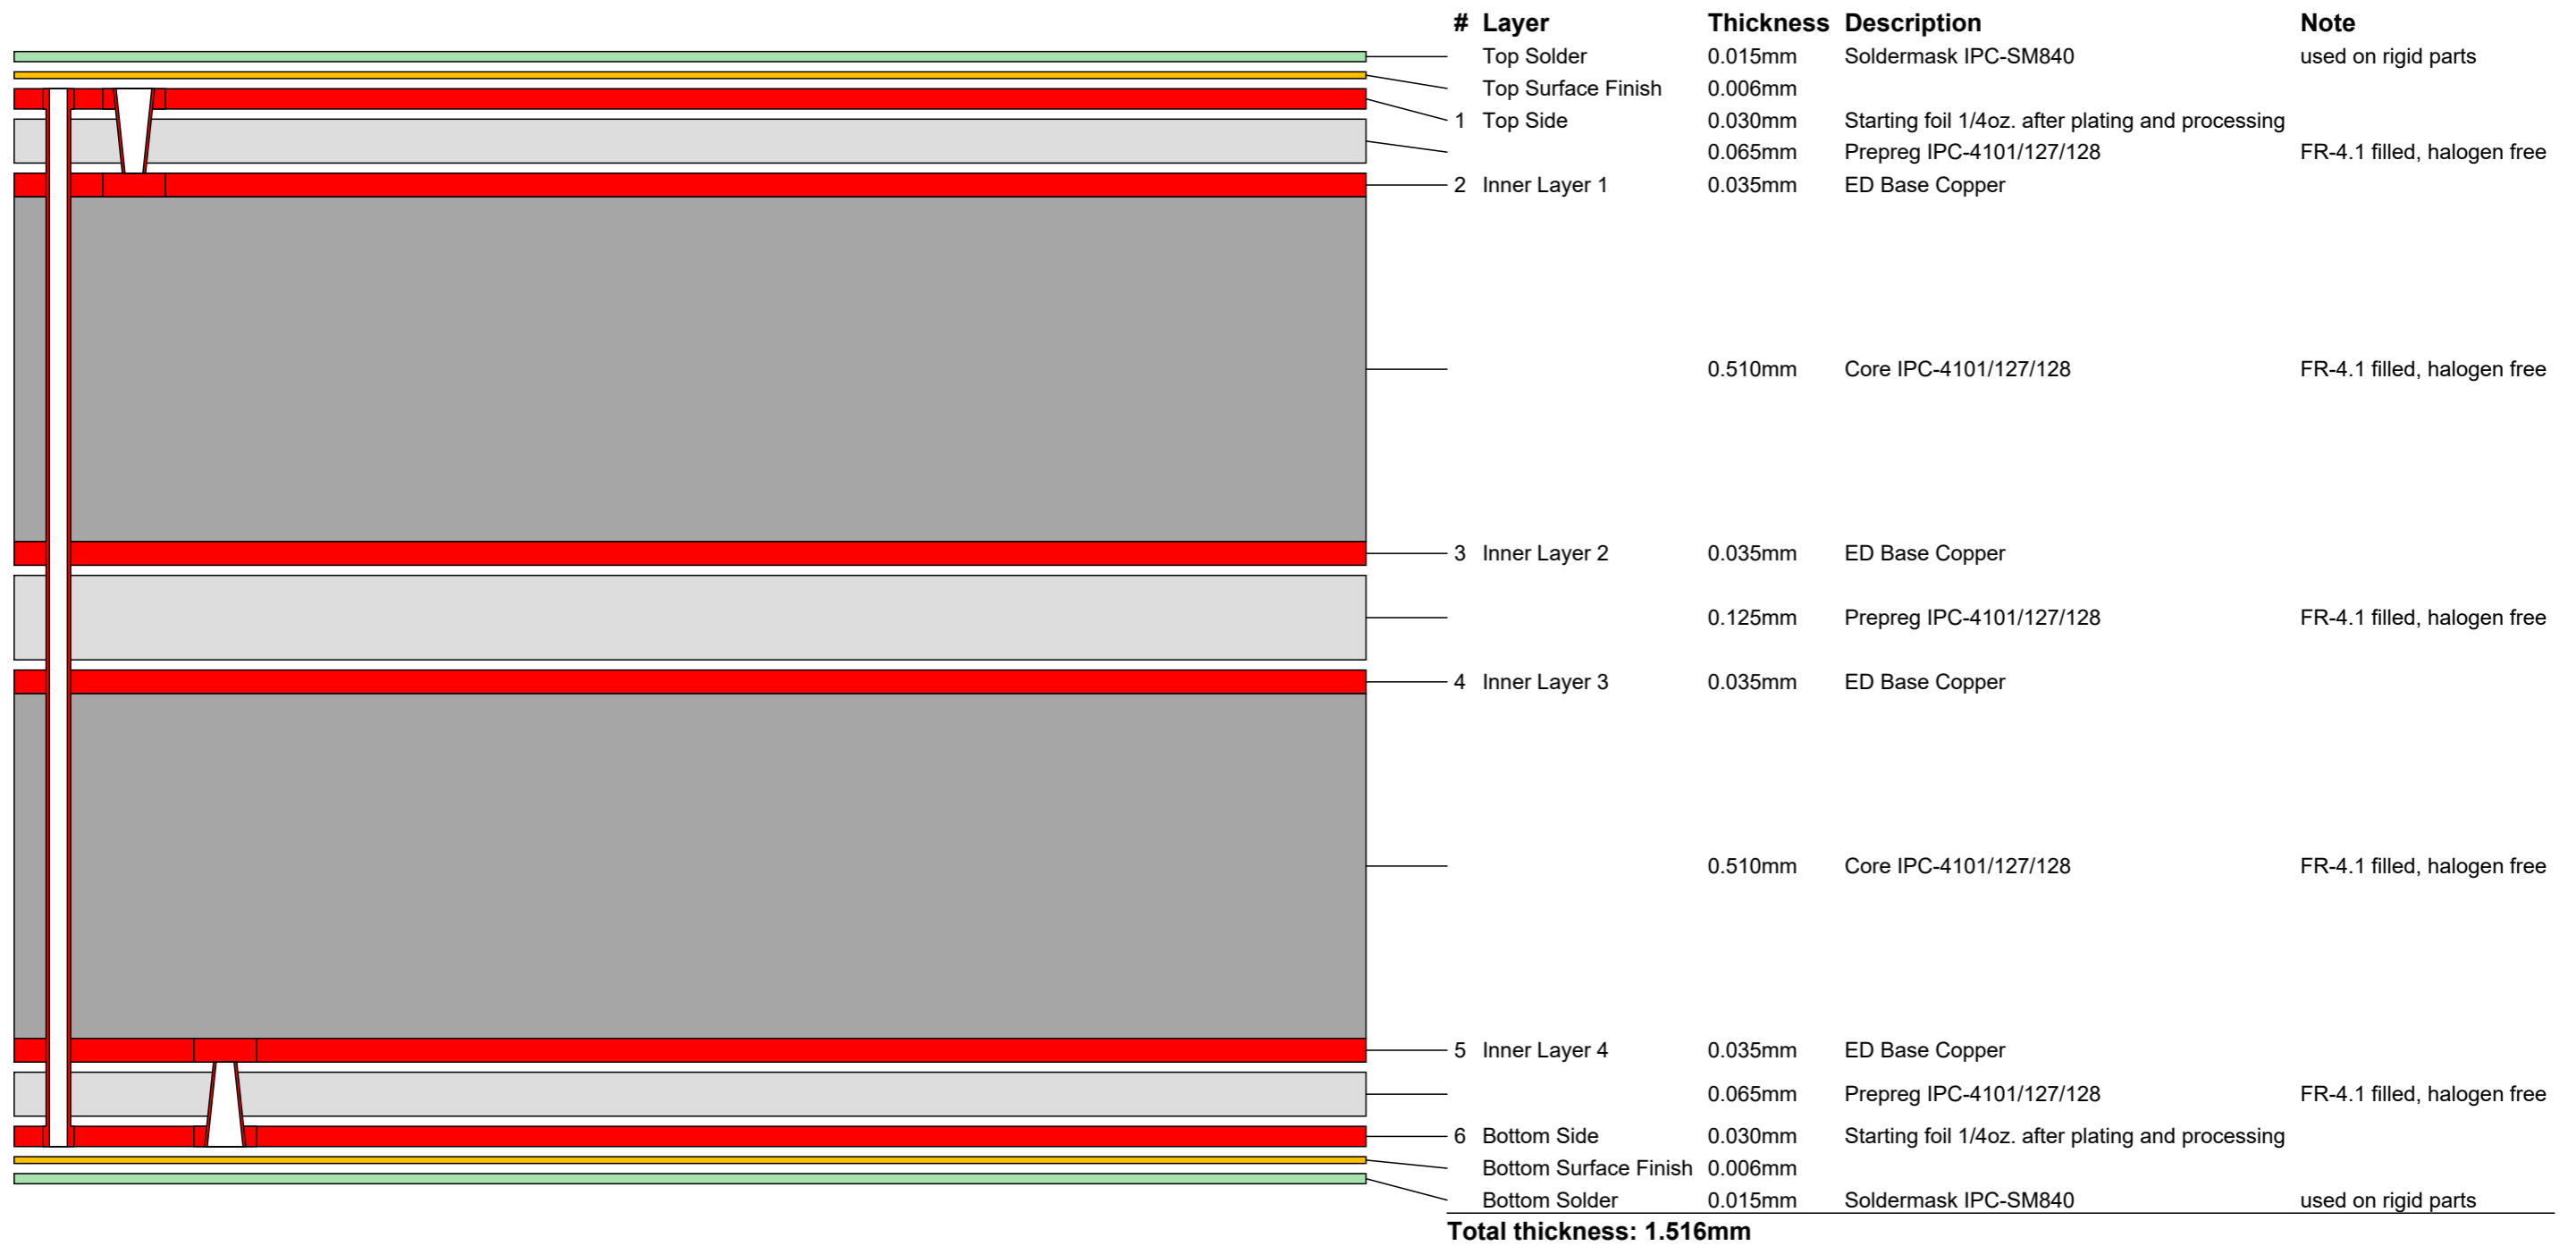 # Layer Thickness Description Note
Top Solder 0.015mm Soldermask IPC-SM840 used on rigid parts
Top Surface Finish 0.006mm
1 Top Side 0.030mm Starting foil 1/4oz. after plating and processing
0.065mm Prepreg IPC-4101/127/128 FR-4.1 filled, halogen free
2 Inner Layer 1 0.035mm ED Base Copper
0.510mm Core IPC-4101/127/128 FR-4.1 filled, halogen free
3 Inner Layer 2 0.035mm ED Base Copper
0.125mm Prepreg IPC-4101/127/128 FR-4.1 filled, halogen free
4 Inner Layer 3 0.035mm ED Base Copper
0.510mm Core IPC-4101/127/128 FR-4.1 filled, halogen free
5 Inner Layer 4 0.035mm ED Base Copper
0.065mm Prepreg IPC-4101/127/128 FR-4.1 filled, halogen free
6 Bottom Side 0.030mm Starting foil 1/4oz. after plating and processing
Bottom Surface Finish 0.006mm
Bottom Solder 0.015mm Soldermask IPC-SM840 used on rigid parts
Total thickness: 1.516mm